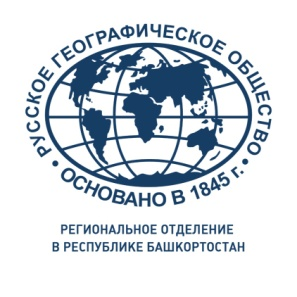 • РУССКОЕ ГЕОГРАФИЧЕСКОЕ ОБЩЕСТВО •
ОСНОВАНО В 1845 г.
РЕГИОНАЛЬНОЕ ОТДЕЛЕНИЕ
В РЕСПУБЛИКЕ БАШКОРТОСТАН